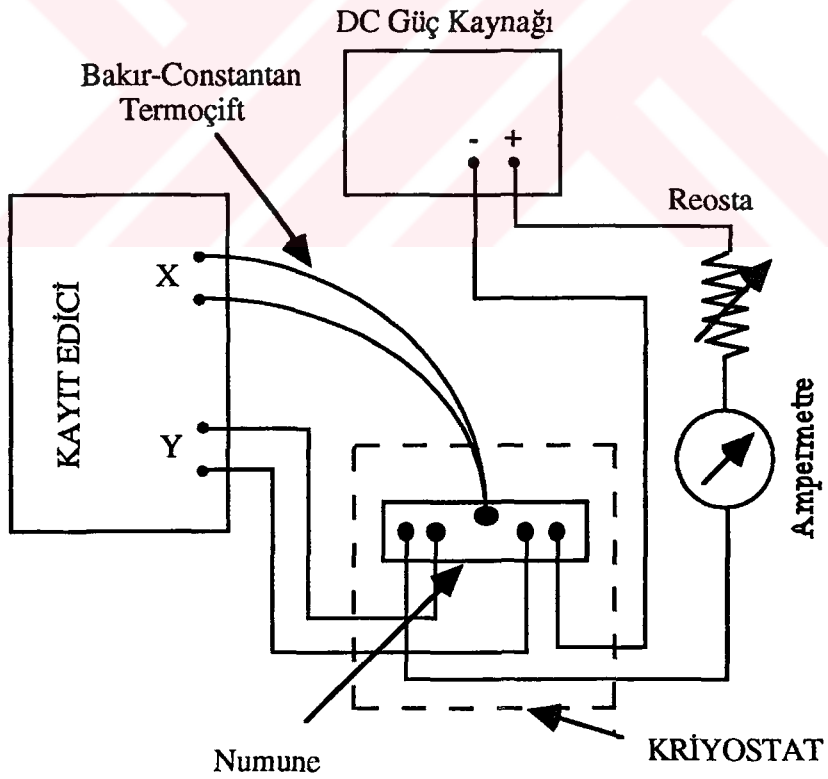 DC Güç Kaynağı
Bakır-Constantan
Termoçift
- +
Reosta
X
KAYIT EDİCİ
Y
Ampermetre
Numune
KRİYOSTAT